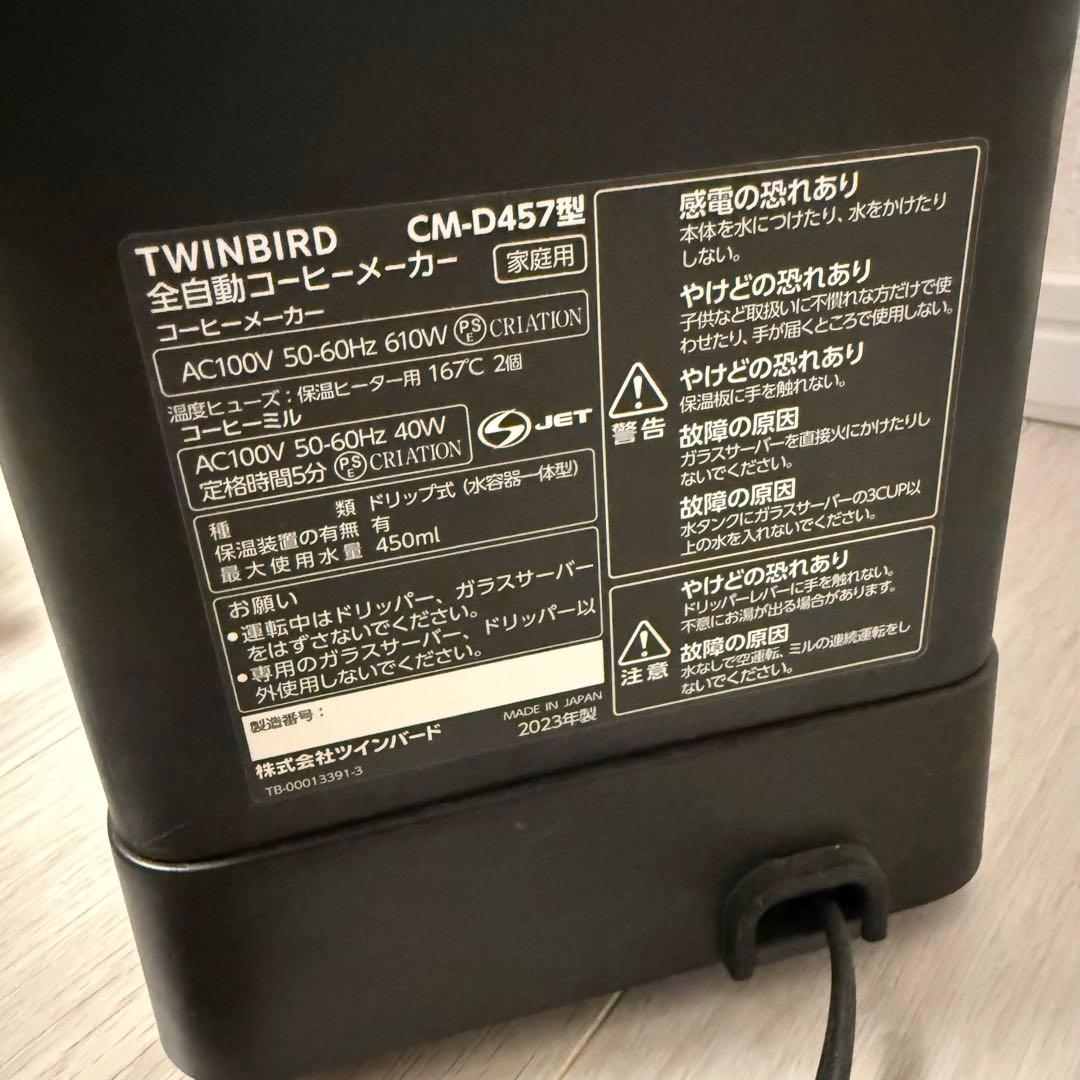 TWINBIRD CM-D457型
全自動コーヒーメーカー 家庭用
コーヒーメーカー
AC100V 50-60Hz 610W PSE CRIATION
温度ヒューズ：保温ヒーター用 167℃ 2個
コーヒーミル
AC100V 50-60Hz 40W
定格時間5分 PSE CRIATION
S JET
種類 ドリップ式 (水容器一体型)
保温装置の有無 有
最大使用水量 450ml
お願い
●運転中はドリッパー、ガラスサーバー
をはずさないでください。
●専用のガラスサーバー、ドリッパー以
外使用しないでください。
製造番号：
MADE IN JAPAN
株式会社ツインバード 2023年製
TB-00013391-3
警告
感電の恐れあり
本体を水につけたり、水をかけたり
しない。
やけどの恐れあり
子供など取扱いに不慣れな方だけで使
わせたり、手が届くところで使用しない。
やけどの恐れあり
保温板に手を触れない。
故障の原因
ガラスサーバーを直接火にかけたりし
ないでください。
故障の原因
水タンクにガラスサーバーの3CUP以
上の水を入れないでください。
注意
やけどの恐れあり
ドリッパーレバーに手を触れない。
不意にお湯が出る場合があります。
故障の原因
水なしで空運転、ミルの連続運転をし
ないでください。